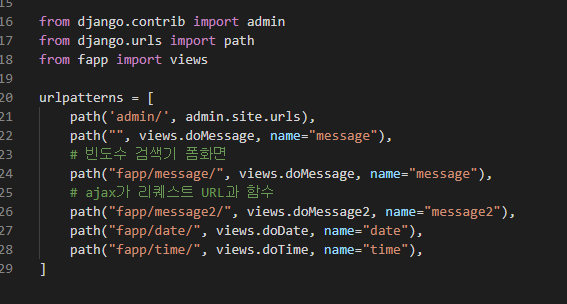 15
16 from django.contrib import admin
17 from django.urls import path
18 from fapp import views
19
20 urlpatterns = [
21     path('admin/', admin.site.urls),
22     path("", views.doMessage, name="message"),
23     # 빈도수 검색기 폼화면
24     path("fapp/message/", views.doMessage, name="message"),
25     # ajax가 리퀘스트 URL과 함수
26     path("fapp/message2/", views.doMessage2, name="message2"),
27     path("fapp/date/", views.doDate, name="date"),
28     path("fapp/time/", views.doTime, name="time"),
29 ]